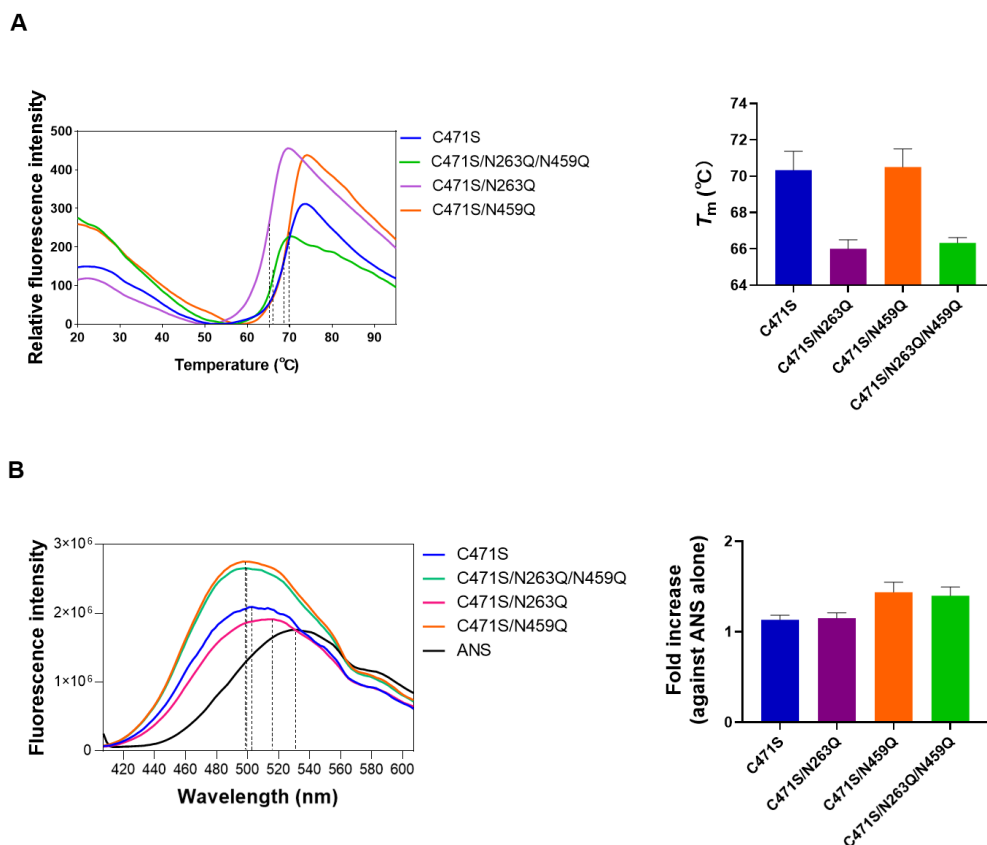 A
Relative fluorescence intensity
500
400
300
200
100
0
20
30
40
50
60
70
80
90
Temperature (℃)
C471S
C471S/N263Q/N459Q
C471S/N263Q
C471S/N459Q
Tm (℃)
74
72
70
68
66
64
C471S
C471S/N263Q
C471S/N459Q
C471S/N263Q/N459Q
B
Fluorescence intensity
3×10⁶
2×10⁶
1×10⁶
0
420
440
460
480
500
520
540
560
580
600
Wavelength (nm)
C471S
C471S/N263Q/N459Q
C471S/N263Q
C471S/N459Q
ANS
Fold increase
(against ANS alone)
2
1
0
C471S
C471S/N263Q
C471S/N459Q
C471S/N263Q/N459Q